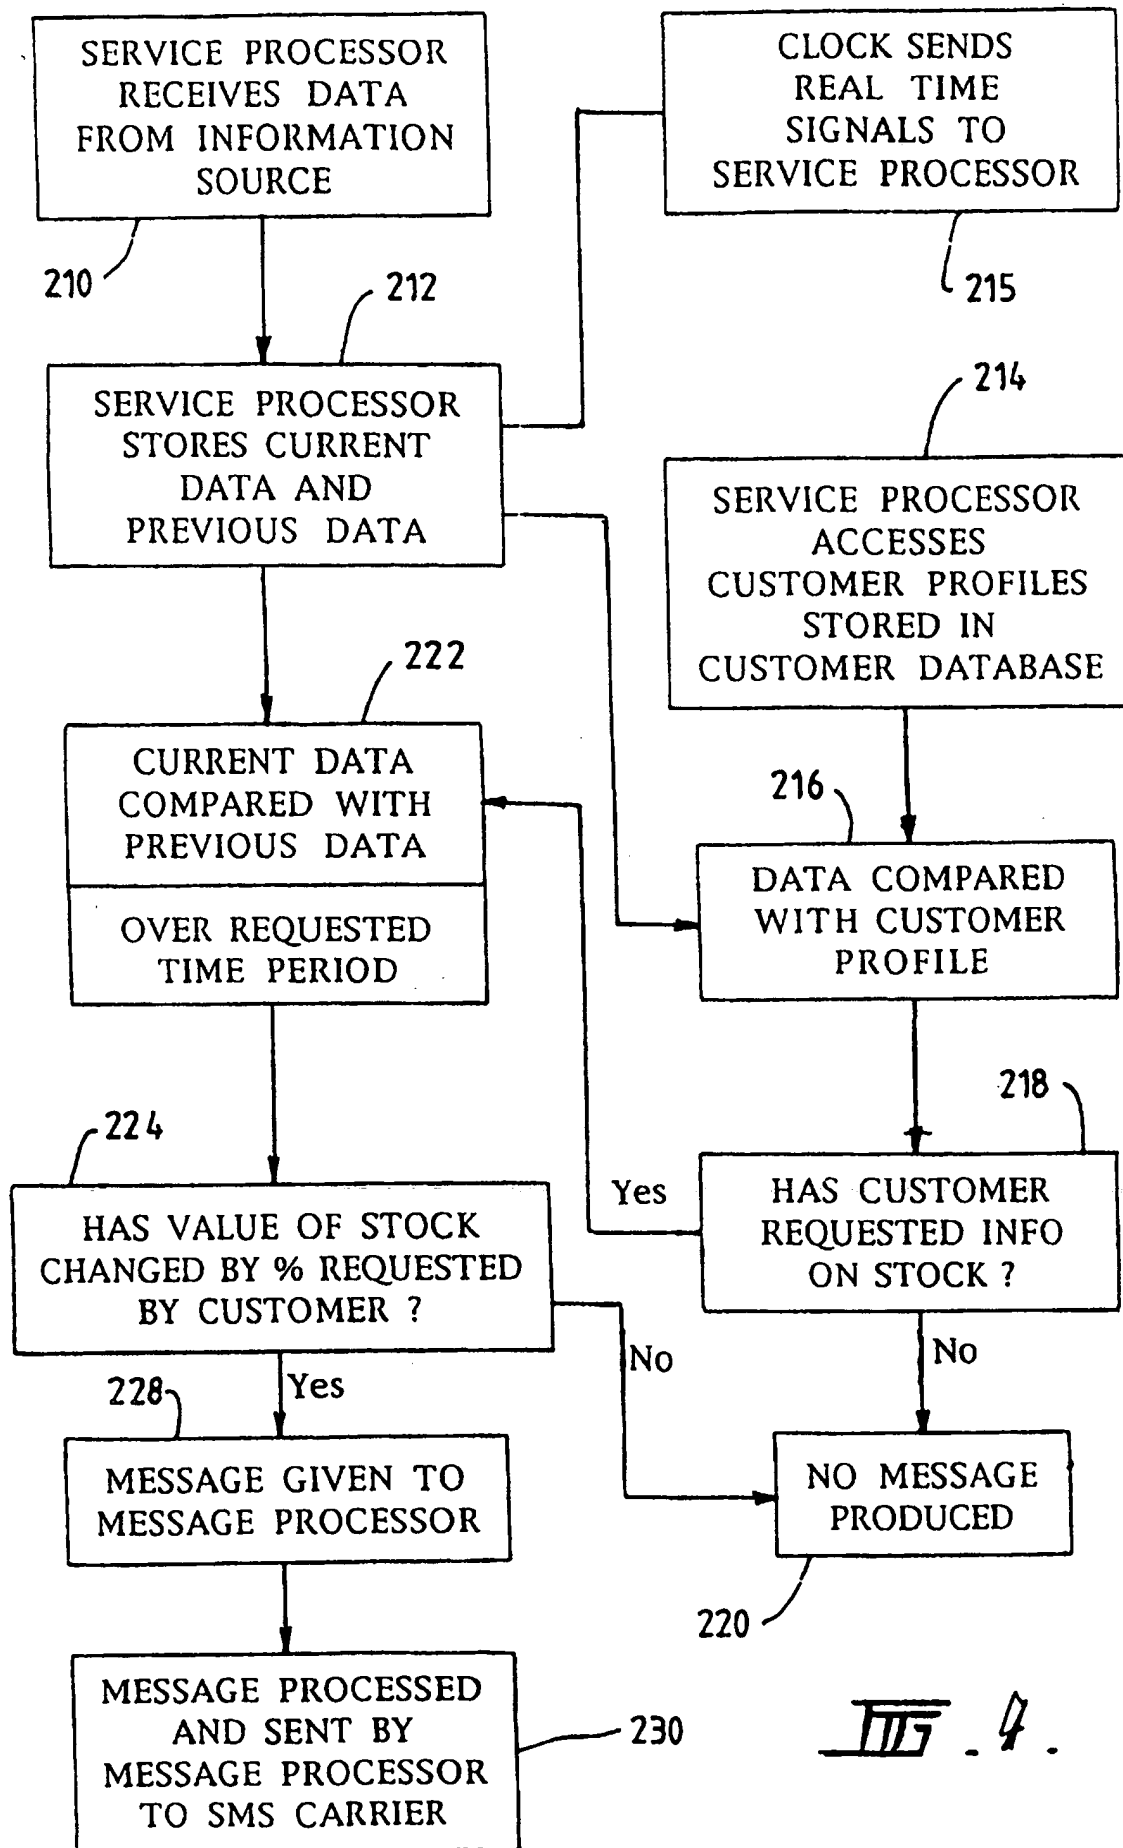 SERVICE PROCESSOR
RECEIVES DATA
FROM INFORMATION
SOURCE
210
CLOCK SENDS
REAL TIME
SIGNALS TO
SERVICE PROCESSOR
215
212
SERVICE PROCESSOR
STORES CURRENT
DATA AND
PREVIOUS DATA
214
SERVICE PROCESSOR
ACCESSES
CUSTOMER PROFILES
STORED IN
CUSTOMER DATABASE
222
CURRENT DATA
COMPARED WITH
PREVIOUS DATA
OVER REQUESTED
TIME PERIOD
216
DATA COMPARED
WITH CUSTOMER
PROFILE
218
HAS CUSTOMER
REQUESTED INFO
ON STOCK ?
Yes
No
224
HAS VALUE OF STOCK
CHANGED BY % REQUESTED
BY CUSTOMER ?
No
Yes
228
MESSAGE GIVEN TO
MESSAGE PROCESSOR
NO MESSAGE
PRODUCED
220
MESSAGE PROCESSED
AND SENT BY
MESSAGE PROCESSOR
TO SMS CARRIER
230
FIG. 4.